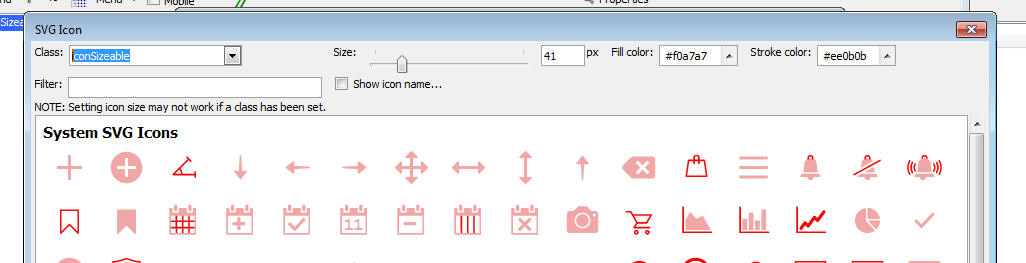 Menu Mobile Properties
Sizea
SVG Icon
Class: iconSizeable Size: 41 px Fill color: #f0a7a7 Stroke color: #ee0b0b
Filter: Show icon name...
NOTE: Setting icon size may not work if a class has been set.
System SVG Icons
11